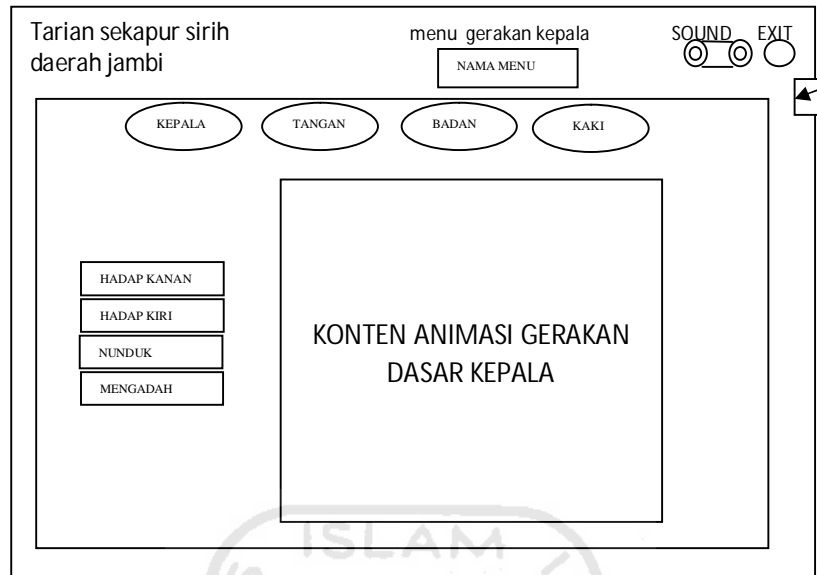 Tarian sekapur sirih
daerah jambi
menu gerakan kepala
NAMA MENU
SOUND
EXIT
KEPALA
TANGAN
BADAN
KAKI
HADAP KANAN
HADAP KIRI
NUNDUK
MENGADAH
KONTEN ANIMASI GERAKAN
DASAR KEPALA
ISLAM